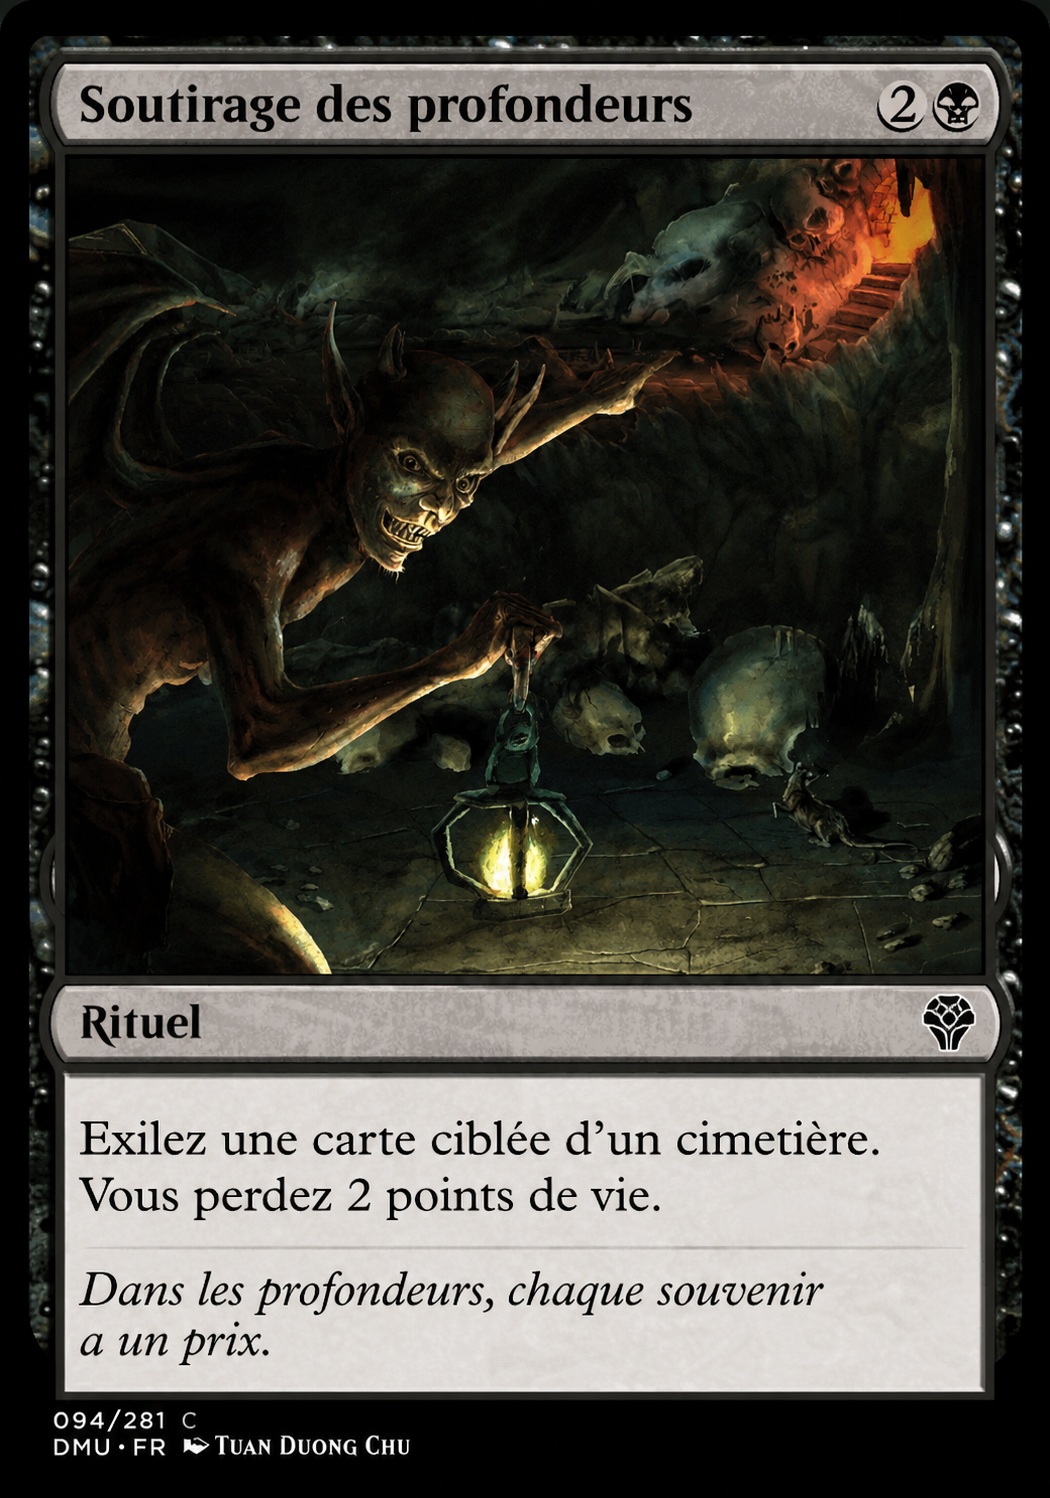 Soutirage des profondeurs 2
Rituel
Exilez une carte ciblée d'un cimetière.
Vous perdez 2 points de vie.
Dans les profondeurs, chaque souvenir
a un prix.
094/281 C
DMU • FR Tuan Duong Chu